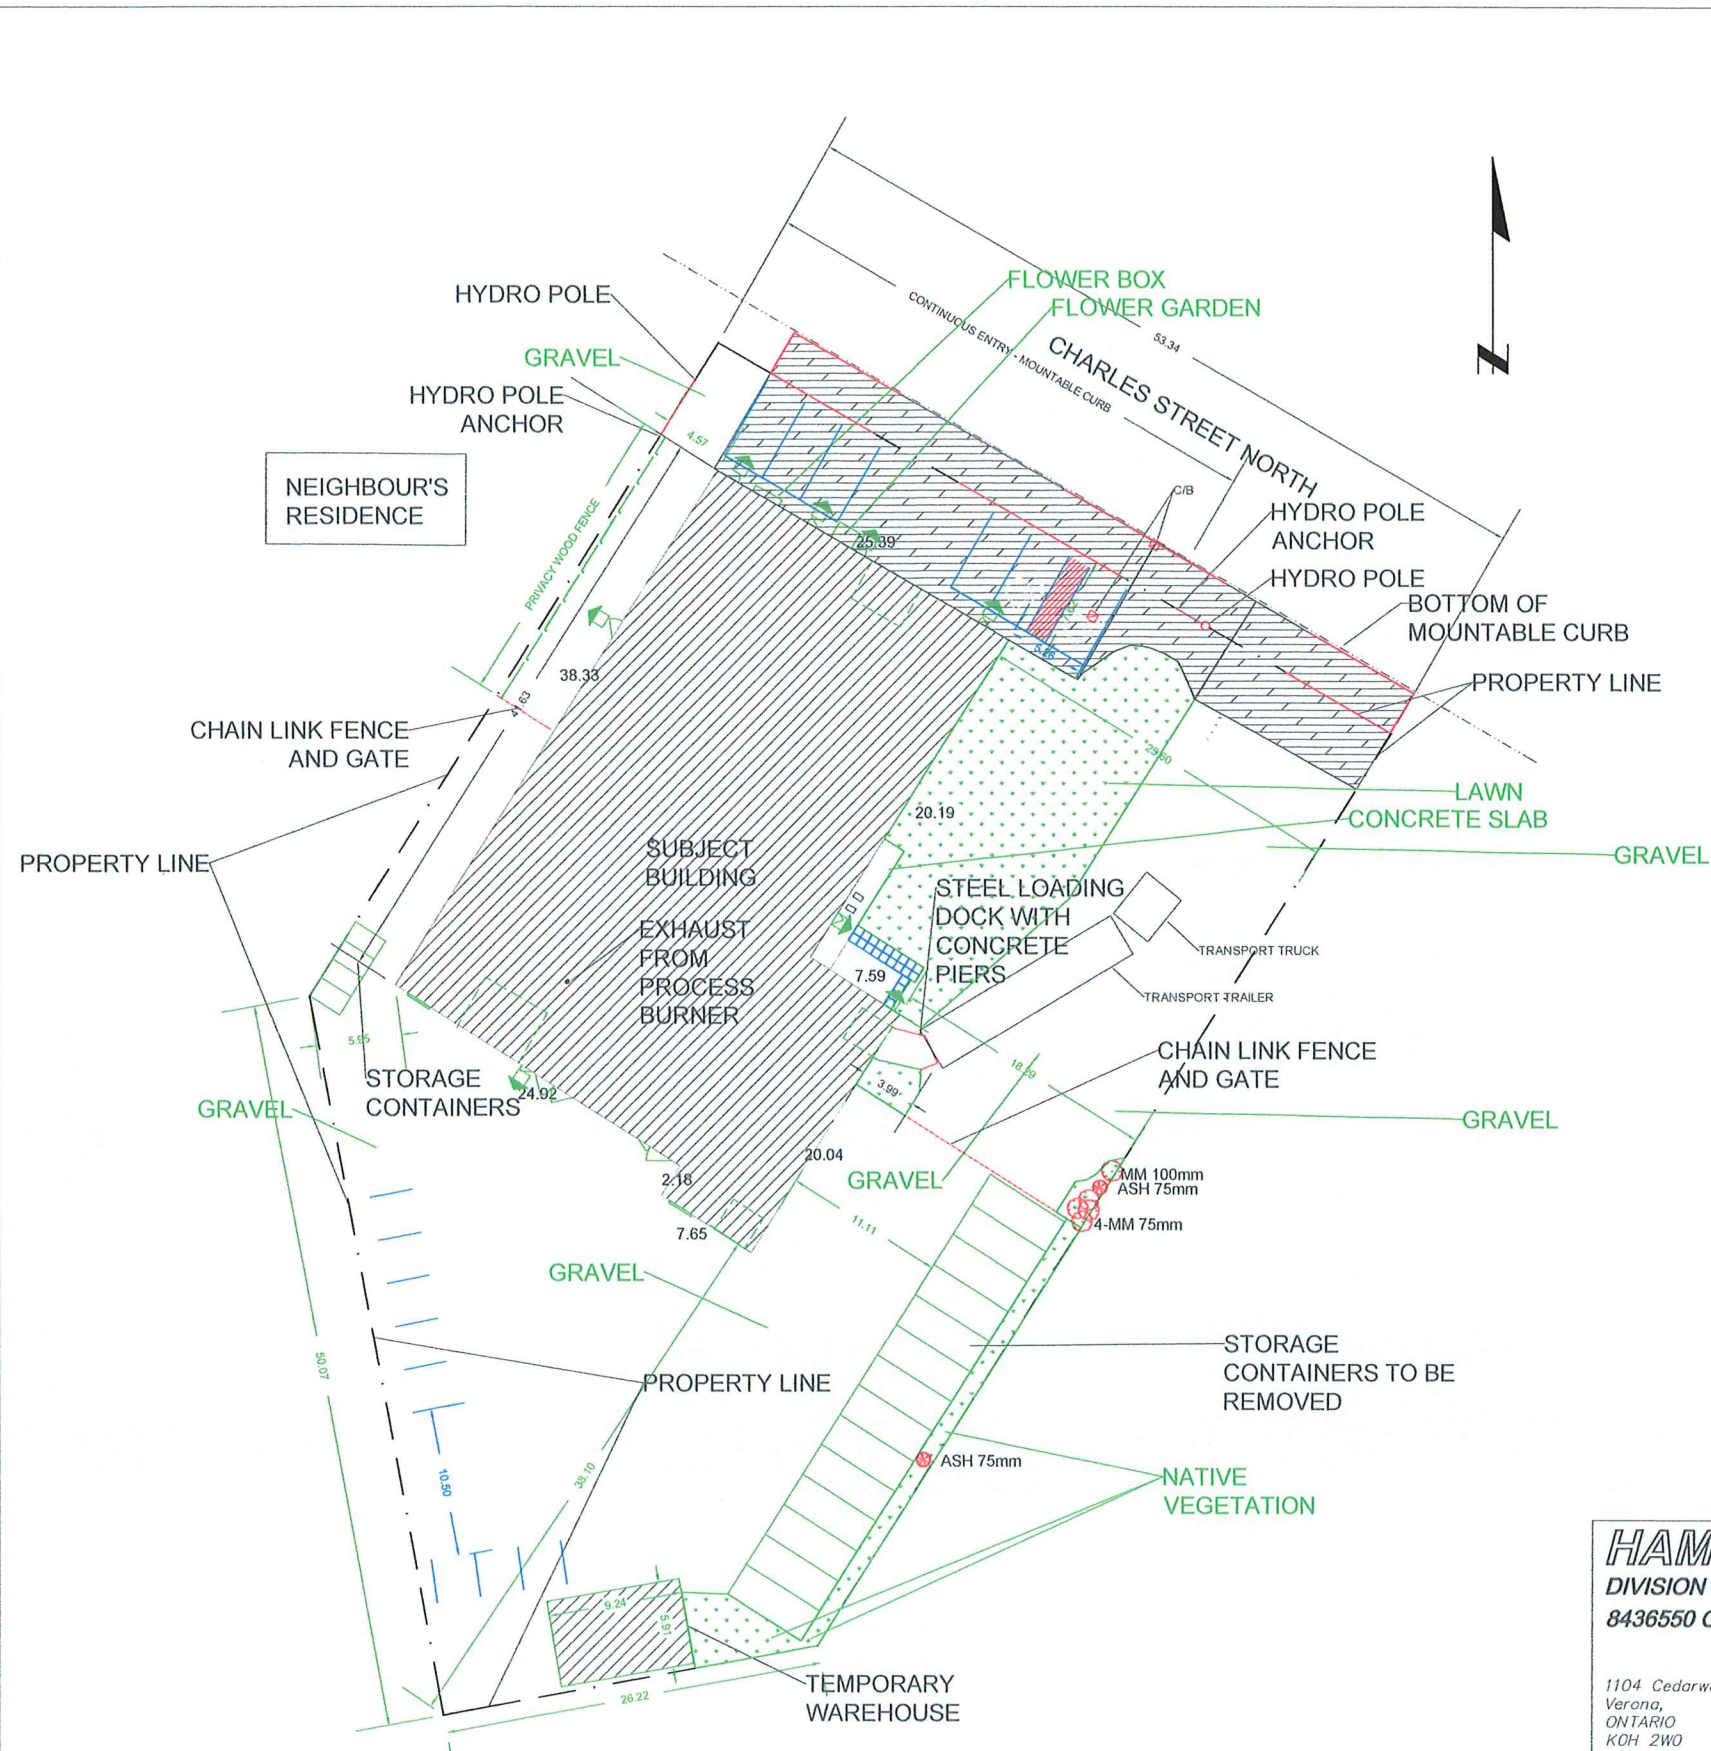 HYDRO POLE
GRAVEL
HYDRO POLE
ANCHOR
FLOWER BOX
FLOWER GARDEN
CONTINUOUS ENTRY - MOUNTABLE CURB
53.34
CHARLES STREET NORTH
N
4.57
C/B
HYDRO POLE
ANCHOR
HYDRO POLE
BOTTOM OF
MOUNTABLE CURB
NEIGHBOUR'S
RESIDENCE
PRIVACY WOOD FENCE
25.39'
5.26
38.33
41.63
PROPERTY LINE
CHAIN LINK FENCE
AND GATE
LAWN
CONCRETE SLAB
20.19
GRAVEL
PROPERTY LINE
SUBJECT
BUILDING
STEEL LOADING
DOCK WITH
CONCRETE
PIERS
EXHAUST
FROM
PROCESS
BURNER
7.59
TRANSPORT TRUCK
TRANSPORT TRAILER
5.95
STORAGE
CONTAINERS
24.92
CHAIN LINK FENCE
AND GATE
3.99'
GRAVEL
GRAVEL
20.04
GRAVEL
MM 100mm
ASH 75mm
4-MM 75mm
2.18
7.65
11.11
GRAVEL
STORAGE
CONTAINERS TO BE
REMOVED
50.07
PROPERTY LINE
10.50
38.10
ASH 75mm
NATIVE
VEGETATION
9.24
5.91
26.22
TEMPORARY
WAREHOUSE
HAM
DIVISION
8436550
1104
Verona,
ONTARIO
K0H 2W0